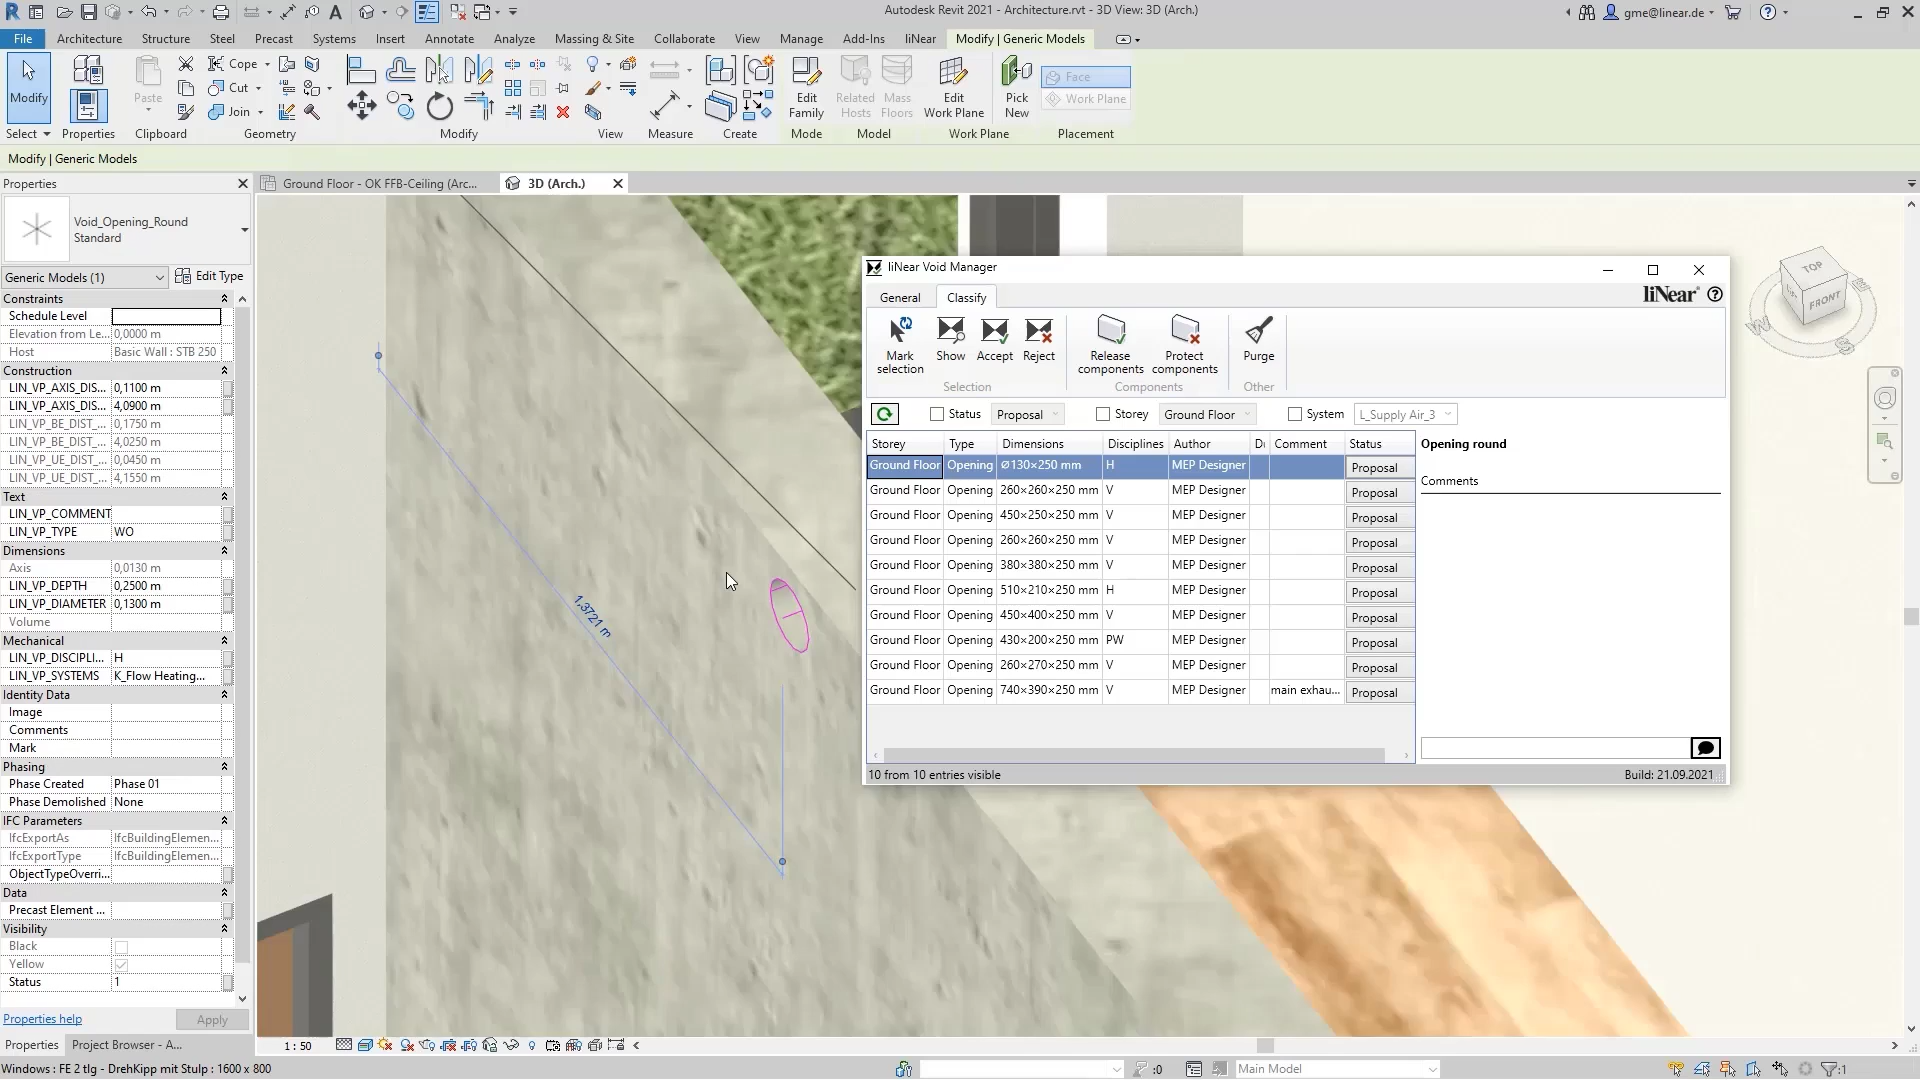 Autodesk Revit 2021 - Architecture.rvt - 3D View: 3D (Arch.)
gme@linear.de
File Architecture Structure Steel Precast Systems Insert Annotate Analyze Massing & Site Collaborate View Manage Add-Ins liNear Modify | Generic Models
Modify
Paste
Cope
Cut
Join
Edit Family
Related Hosts
Mass Floors
Edit Work Plane
Pick New
Face
Work Plane
Select Properties Clipboard Geometry Modify View Measure Create Mode Model Work Plane Placement
Modify | Generic Models
Properties
Ground Floor - OK FFB-Ceiling (Arc...
3D (Arch.)
Void_Opening_Round
Standard
Generic Models (1)
Edit Type
Constraints
Schedule Level
Elevation from Le... 0,0000 m
Host Basic Wall : STB 250
Construction
LIN_VP_AXIS_DIS... 0,1100 m
LIN_VP_AXIS_DIS... 4,0900 m
LIN_VP_BE_DIST_... 0,1750 m
LIN_VP_BE_DIST_... 4,0250 m
LIN_VP_UE_DIST_... 0,0450 m
LIN_VP_UE_DIST_... 4,1550 m
Text
LIN_VP_COMMENT
LIN_VP_TYPE WO
Dimensions
Axis 0,0130 m
LIN_VP_DEPTH 0,2500 m
LIN_VP_DIAMETER 0,1300 m
Volume
Mechanical
LIN_VP_DISCIPLI... H
LIN_VP_SYSTEMS K_Flow Heating...
Identity Data
Image
Comments
Mark
Phasing
Phase Created Phase 01
Phase Demolished None
IFC Parameters
IfcExportAs IfcBuildingElemen...
IfcExportType IfcBuildingElemen...
ObjectTypeOverri...
Data
Precast Element ...
Visibility
Black
Yellow
Status 1
Properties help
Apply
Properties
Project Browser - A...
1,3721 m
TOP
FRONT
W
S
liNear Void Manager
General Classify
liNear
Mark selection
Show
Accept
Reject
Release components
Protect components
Purge
Selection Components Other
Status Proposal Storey Ground Floor System L_Supply Air_3
Storey Type Dimensions Disciplines Author Comment Status
Ground Floor Opening Ø130×250 mm H MEP Designer Proposal
Ground Floor Opening 260×260×250 mm V MEP Designer Proposal
Ground Floor Opening 450×250×250 mm V MEP Designer Proposal
Ground Floor Opening 260×260×250 mm V MEP Designer Proposal
Ground Floor Opening 380×380×250 mm V MEP Designer Proposal
Ground Floor Opening 510×210×250 mm H MEP Designer Proposal
Ground Floor Opening 450×400×250 mm V MEP Designer Proposal
Ground Floor Opening 430×200×250 mm PW MEP Designer Proposal
Ground Floor Opening 260×270×250 mm V MEP Designer Proposal
Ground Floor Opening 740×390×250 mm V MEP Designer main exhau... Proposal
Opening round
Comments
10 from 10 entries visible
Build: 21.09.2021
1 : 50
Windows : FE 2 tlg - DrehKipp mit Stulp : 1600 x 800
:0
Main Model
:1